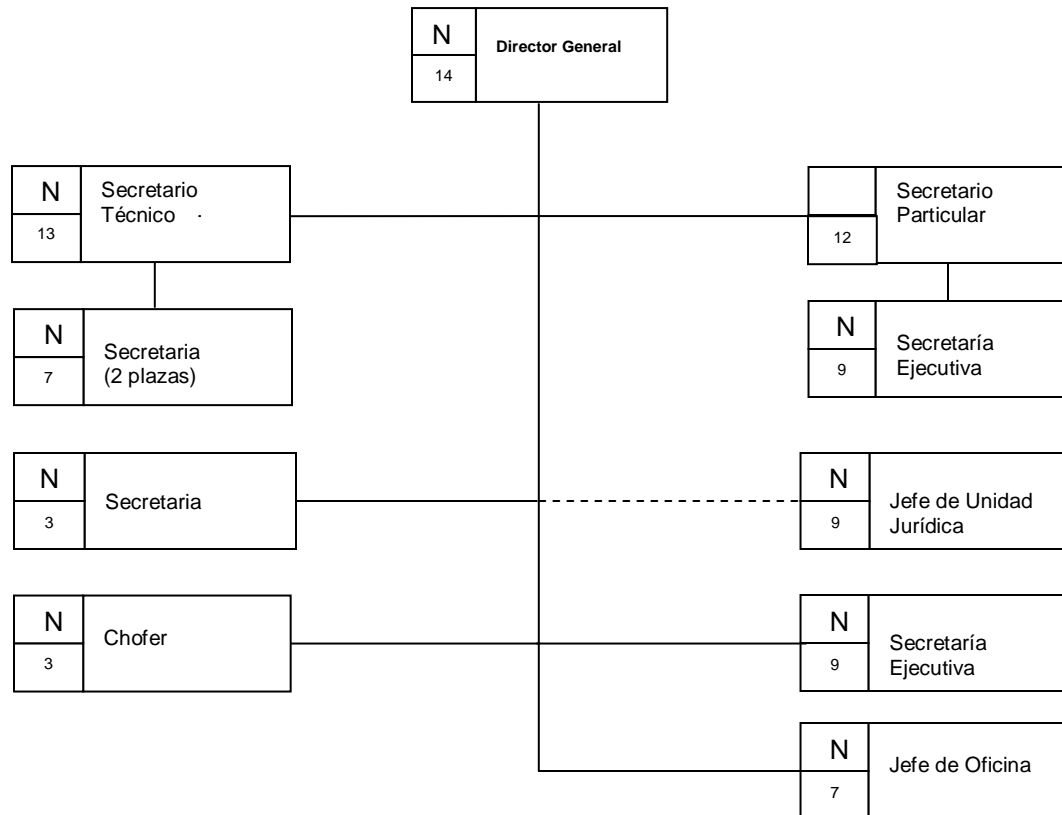 N
Director General
14
N
Secretario
Técnico .
13
Secretario
Particular
12
N
Secretaria
(2 plazas)
7
N
Secretaría
Ejecutiva
9
N
Secretaria
3
N
Jefe de Unidad
Jurídica
9
N
Chofer
3
N
Secretaría
Ejecutiva
9
N
Jefe de Oficina
7